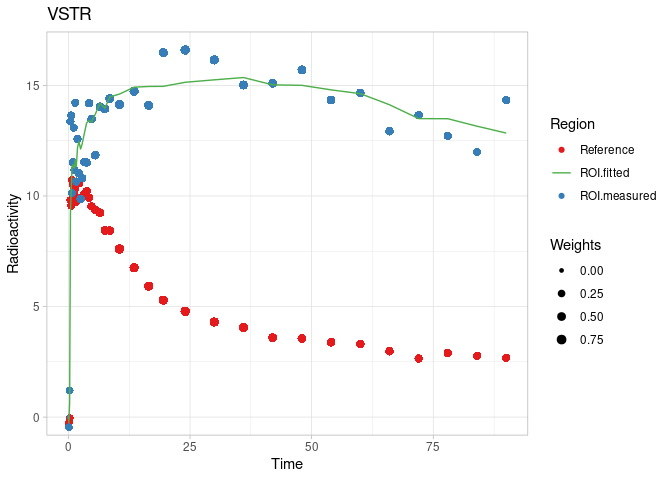 VSTR
Radioactivity
15
10
5
0
0
25
50
75
Time
Region
Reference
ROI.fitted
ROI.measured
Weights
0.00
0.25
0.50
0.75